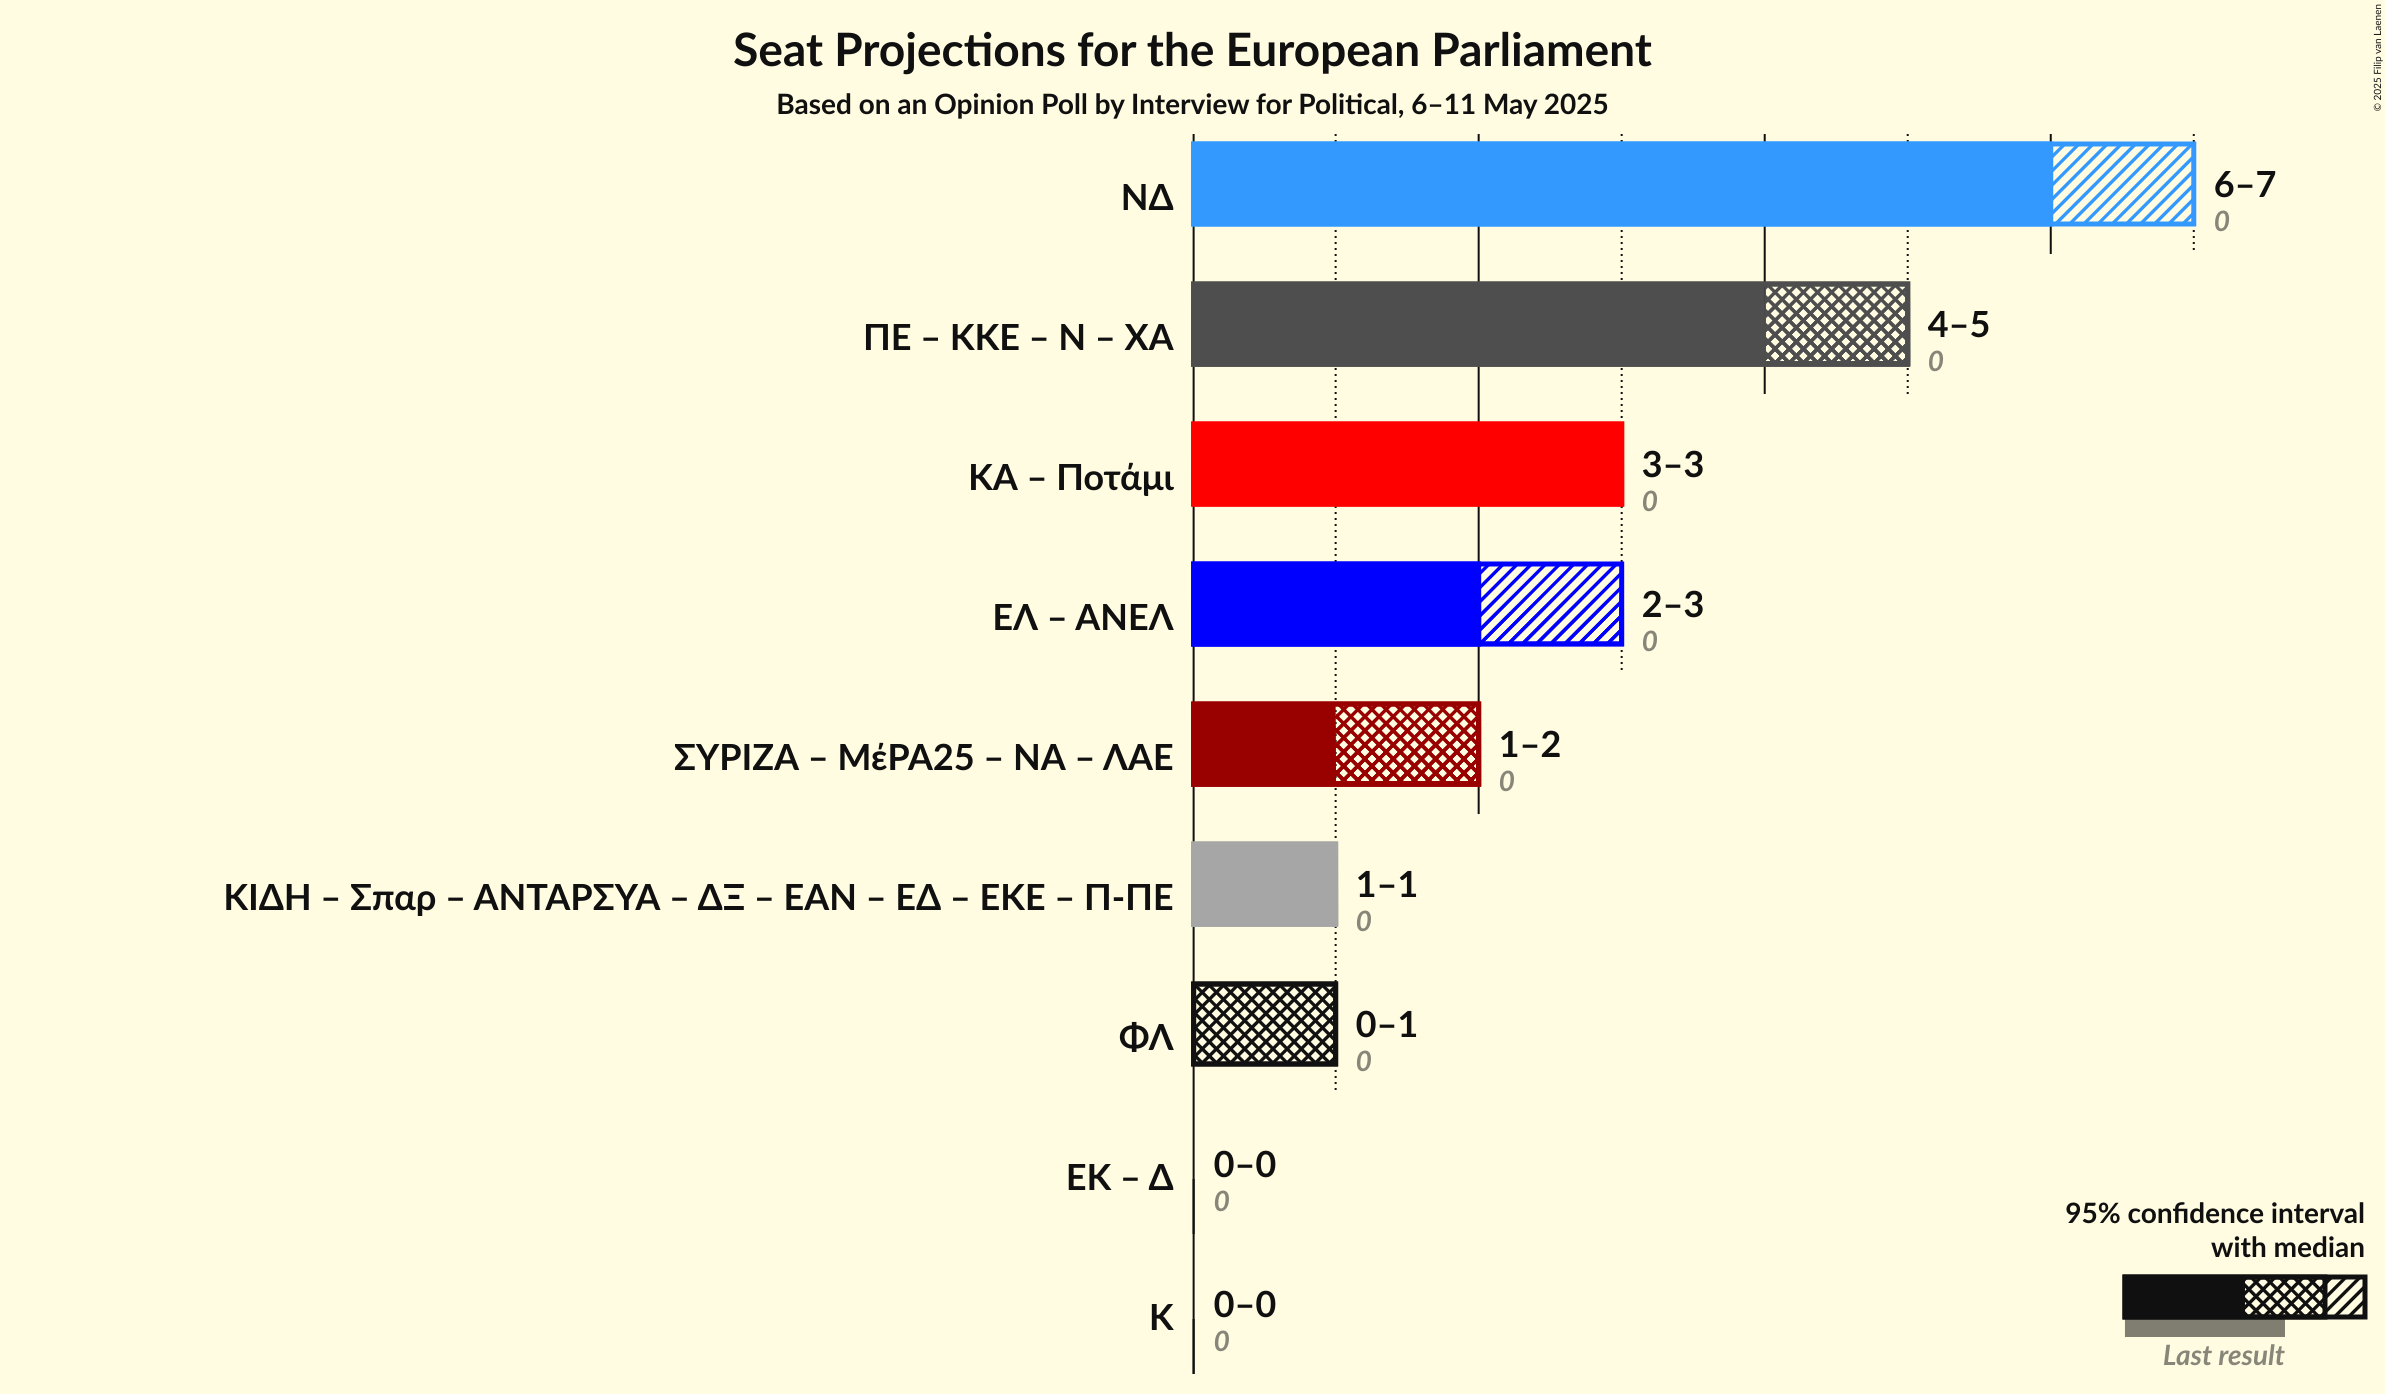 Seat Projections for the European Parliament
Based on an Opinion Poll by Interview for Political, 6–11 May 2025
© 2025 Filip van Laenen
ΝΔ
6–7
0
ΠΕ – ΚΚΕ – Ν – ΧΑ
4–5
0
ΚΑ – Ποτάμι
3–3
0
ΕΛ – ΑΝΕΛ
2–3
0
ΣΥΡΙΖΑ – ΜέΡΑ25 – ΝΑ – ΛΑΕ
1–2
0
ΚΙΔΗ – Σπαρ – ΑΝΤΑΡΣΥΑ – ΔΞ – ΕΑΝ – ΕΔ – ΕΚΕ – Π-ΠΕ
1–1
0
ΦΛ
0–1
0
ΕΚ – Δ
0–0
0
Κ
0–0
0
95% confidence interval
with median
Last result